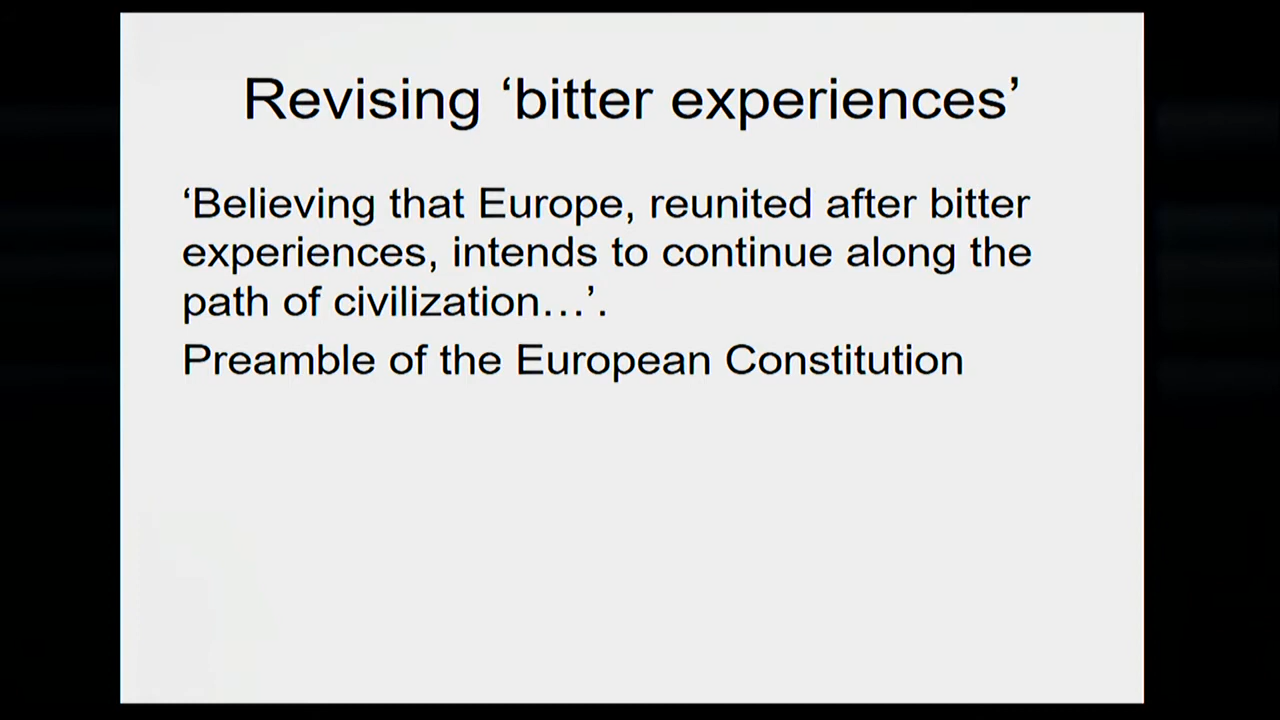 Revising ‘bitter experiences’
‘Believing that Europe, reunited after bitter
experiences, intends to continue along the
path of civilization…’.
Preamble of the European Constitution